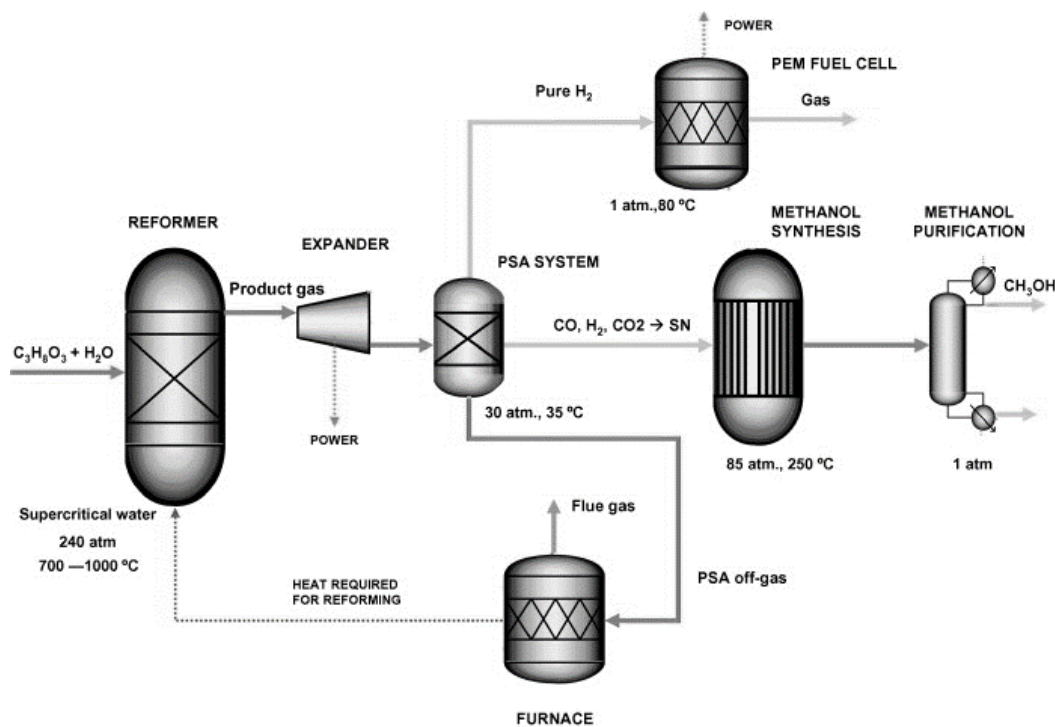 POWER
PEM FUEL CELL
Pure H₂
Gas
1 atm.,80 ºC
REFORMER
EXPANDER
PSA SYSTEM
METHANOL
SYNTHESIS
METHANOL
PURIFICATION
Product gas
CH₃OH
CO, H₂, CO2 → SN
C₃H₈O₃ + H₂O
30 atm., 35 ºC
POWER
85 atm., 250 ºC
1 atm
Supercritical water
240 atm
700 —1000 ºC
Flue gas
HEAT REQUIRED
FOR REFORMING
PSA off-gas
FURNACE